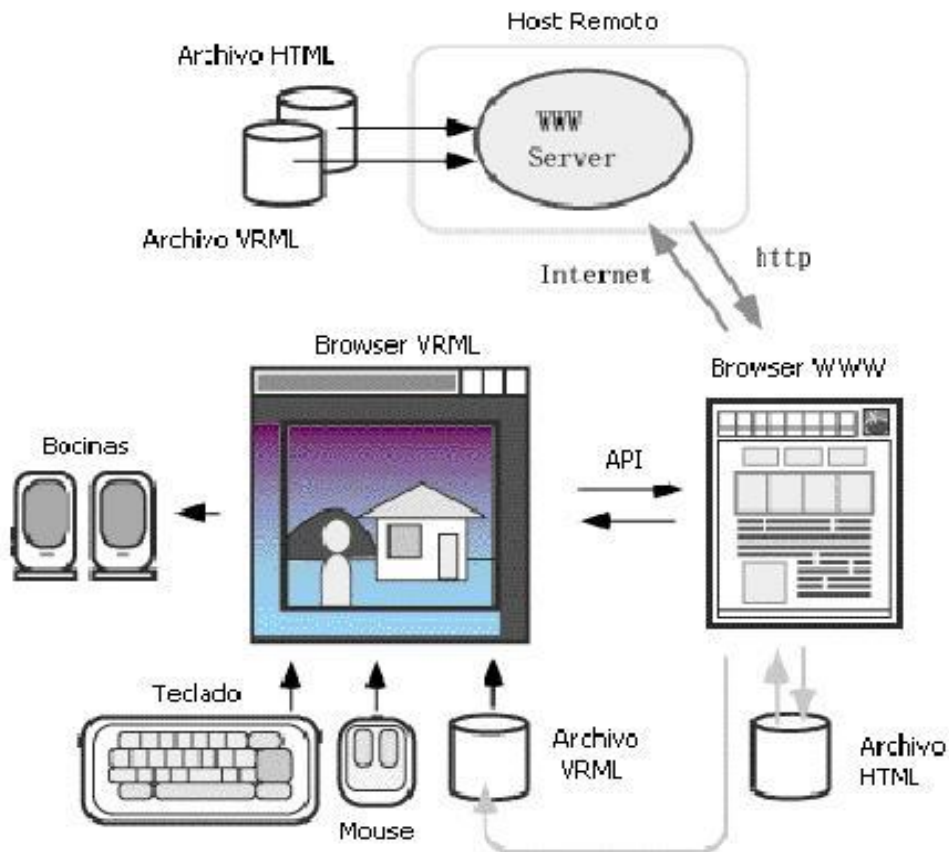 Host Remoto
Archivo HTML
WWW
Server
Archivo VRML
Internet
http
Browser VRML
Browser WWW
Bocinas
API
Teclado
Archivo
VRML
Archivo
HTML
Mouse